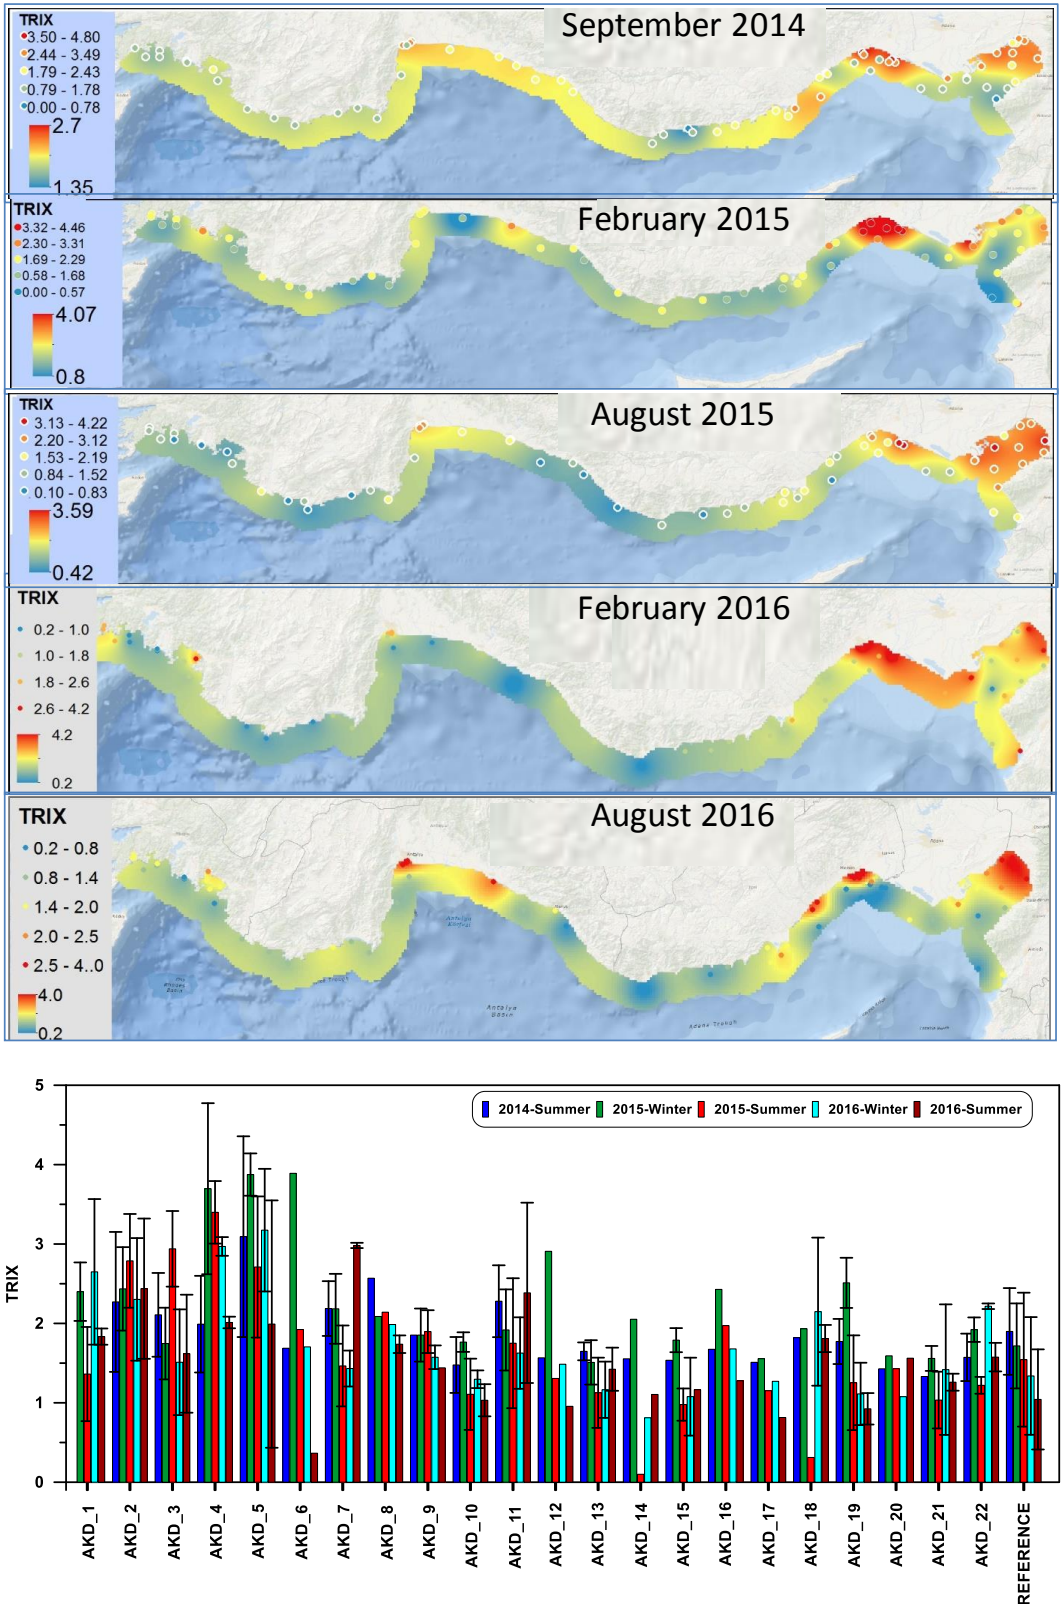 September 2014
TRIX
3.50 - 4.80
2.44 - 3.49
1.79 - 2.43
0.79 - 1.78
0.00 - 0.78
2.7
1.35
February 2015
TRIX
3.32 - 4.46
2.30 - 3.31
1.69 - 2.29
0.58 - 1.68
0.00 - 0.57
4.07
0.8
August 2015
TRIX
3.13 - 4.22
2.20 - 3.12
1.53 - 2.19
0.84 - 1.52
0.10 - 0.83
3.59
0.42
February 2016
TRIX
0.2 - 1.0
1.0 - 1.8
1.8 - 2.6
2.6 - 4.2
4.2
0.2
August 2016
TRIX
0.2 - 0.8
0.8 - 1.4
1.4 - 2.0
2.0 - 2.5
2.5 - 4..0
4.0
0.2
Antalya
Basin
Adana Trough
5
4
3
2
1
0
TRIX
2014-Summer 2015-Winter 2015-Summer 2016-Winter 2016-Summer
AKD_1
AKD_2
AKD_3
AKD_4
AKD_5
AKD_6
AKD_7
AKD_8
AKD_9
AKD_10
AKD_11
AKD_12
AKD_13
AKD_14
AKD_15
AKD_16
AKD_17
AKD_18
AKD_19
AKD_20
AKD_21
AKD_22
REFERENCE